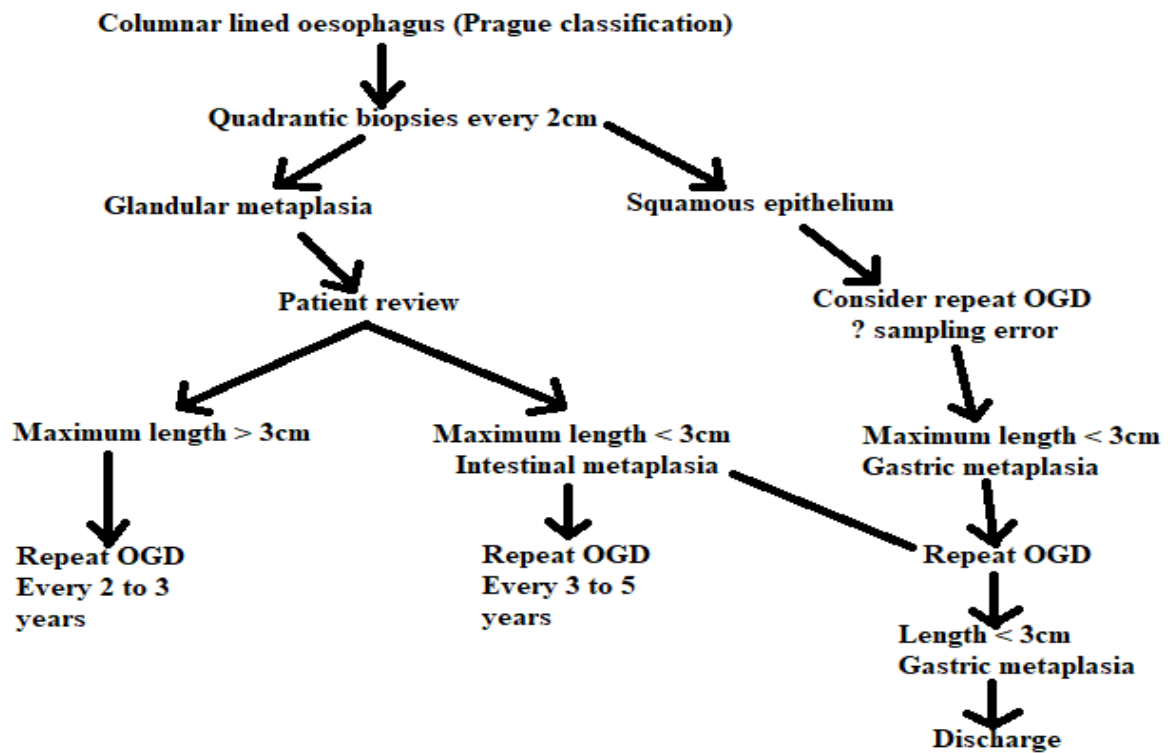 Columnar lined oesophagus (Prague classification)
Quadrantic biopsies every 2cm
Glandular metaplasia
Squamous epithelium
Patient review
Consider repeat OGD
? sampling error
Maximum length > 3cm
Maximum length < 3cm
Intestinal metaplasia
Maximum length < 3cm
Gastric metaplasia
Repeat OGD
Every 2 to 3
years
Repeat OGD
Every 3 to 5
years
Repeat OGD
Length < 3cm
Gastric metaplasia
Discharge